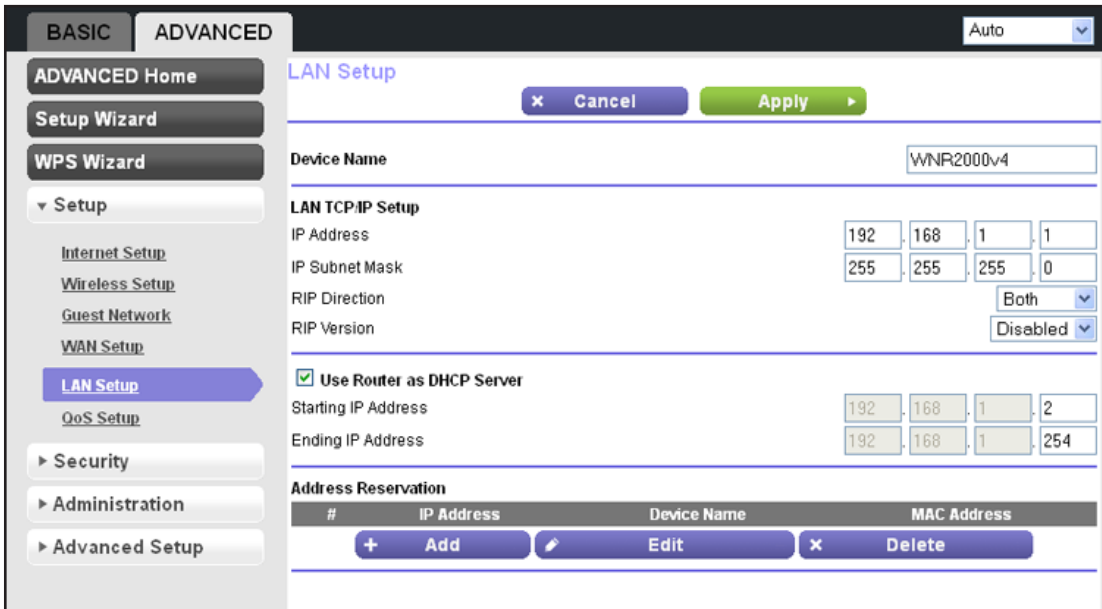 BASIC ADVANCED Auto
ADVANCED Home
Setup Wizard
WPS Wizard
Setup
Internet Setup
Wireless Setup
Guest Network
WAN Setup
LAN Setup
QoS Setup
Security
Administration
Advanced Setup
LAN Setup
Cancel Apply
Device Name WNR2000v4
LAN TCP/IP Setup
IP Address 192 . 168 . 1 . 1
IP Subnet Mask 255 . 255 . 255 . 0
RIP Direction Both
RIP Version Disabled
Use Router as DHCP Server
Starting IP Address 192 . 168 . 1 . 2
Ending IP Address 192 . 168 . 1 . 254
Address Reservation
# IP Address Device Name MAC Address
Add Edit Delete